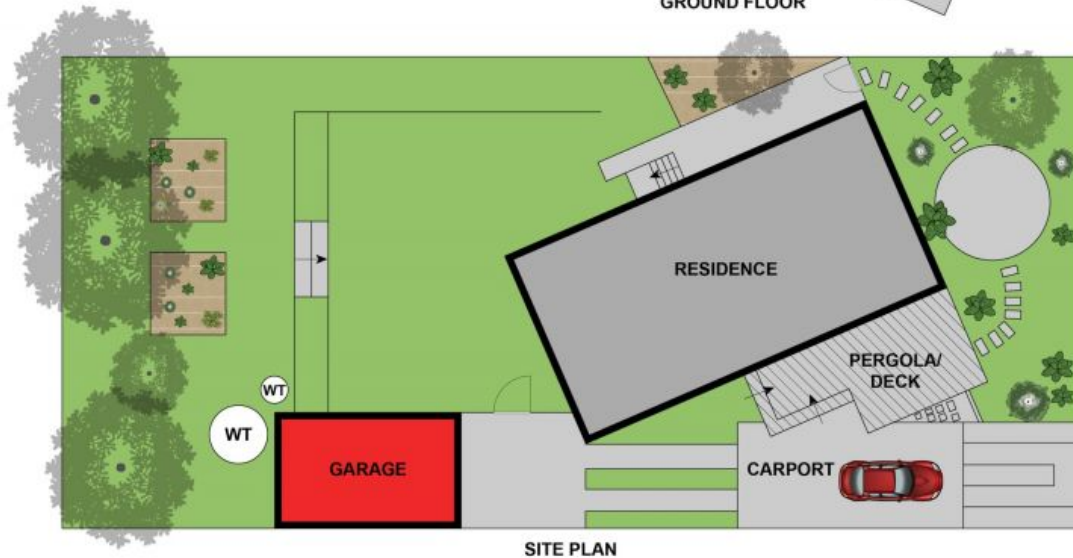 GROUND FLOOR
RESIDENCE
PERGOLA/
DECK
WT
WT
GARAGE
CARPORT
SITE PLAN